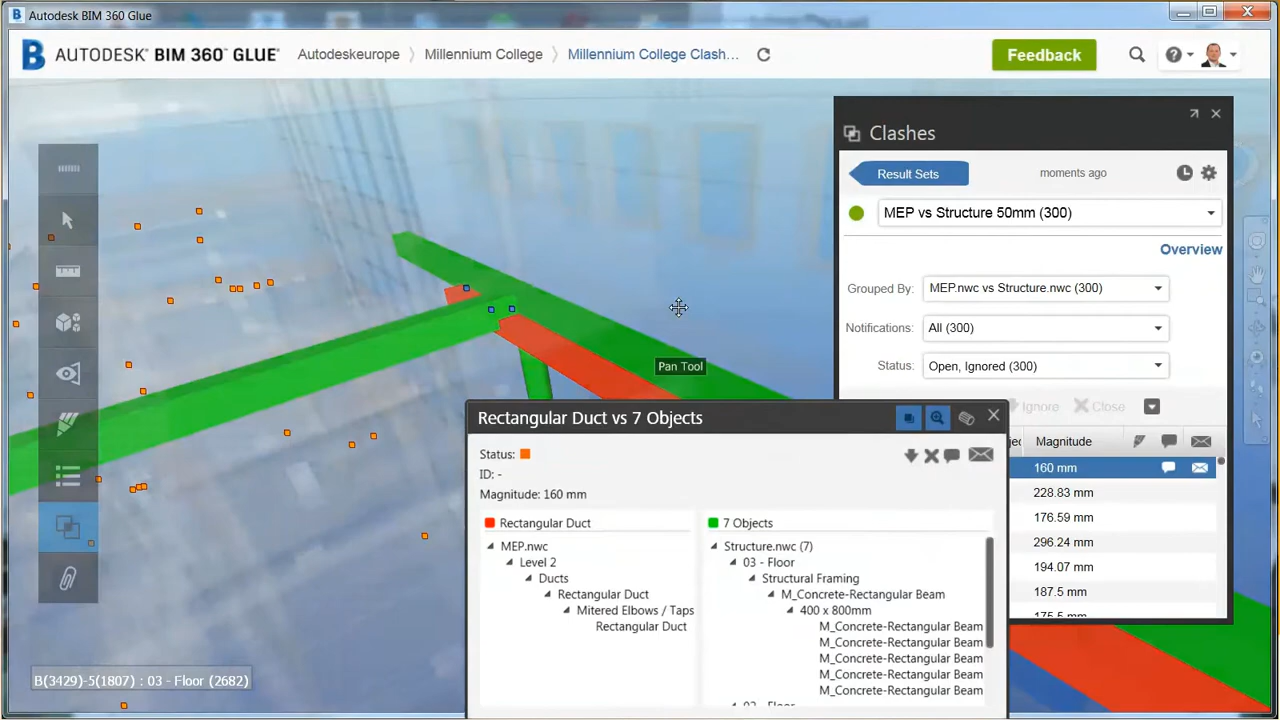 Autodesk BIM 360 Glue
AUTODESK® BIM 360™ GLUE®
Autodeskeurope
Millennium College
Millennium College Clash...
Feedback
Clashes
Result Sets
moments ago
MEP vs Structure 50mm (300)
Overview
Grouped By: MEP.nwc vs Structure.nwc (300)
Notifications: All (300)
Status: Open, Ignored (300)
Ignore
Close
Magnitude
160 mm
228.83 mm
176.59 mm
296.24 mm
194.07 mm
187.5 mm
175.5 mm
Pan Tool
Rectangular Duct vs 7 Objects
Status:
ID: -
Magnitude: 160 mm
Rectangular Duct
MEP.nwc
Level 2
Ducts
Rectangular Duct
Mitered Elbows / Taps
Rectangular Duct
7 Objects
Structure.nwc (7)
03 - Floor
Structural Framing
M_Concrete-Rectangular Beam
400 x 800mm
M_Concrete-Rectangular Beam
M_Concrete-Rectangular Beam
M_Concrete-Rectangular Beam
M_Concrete-Rectangular Beam
M_Concrete-Rectangular Beam
B(3429)-5(1807) : 03 - Floor (2682)